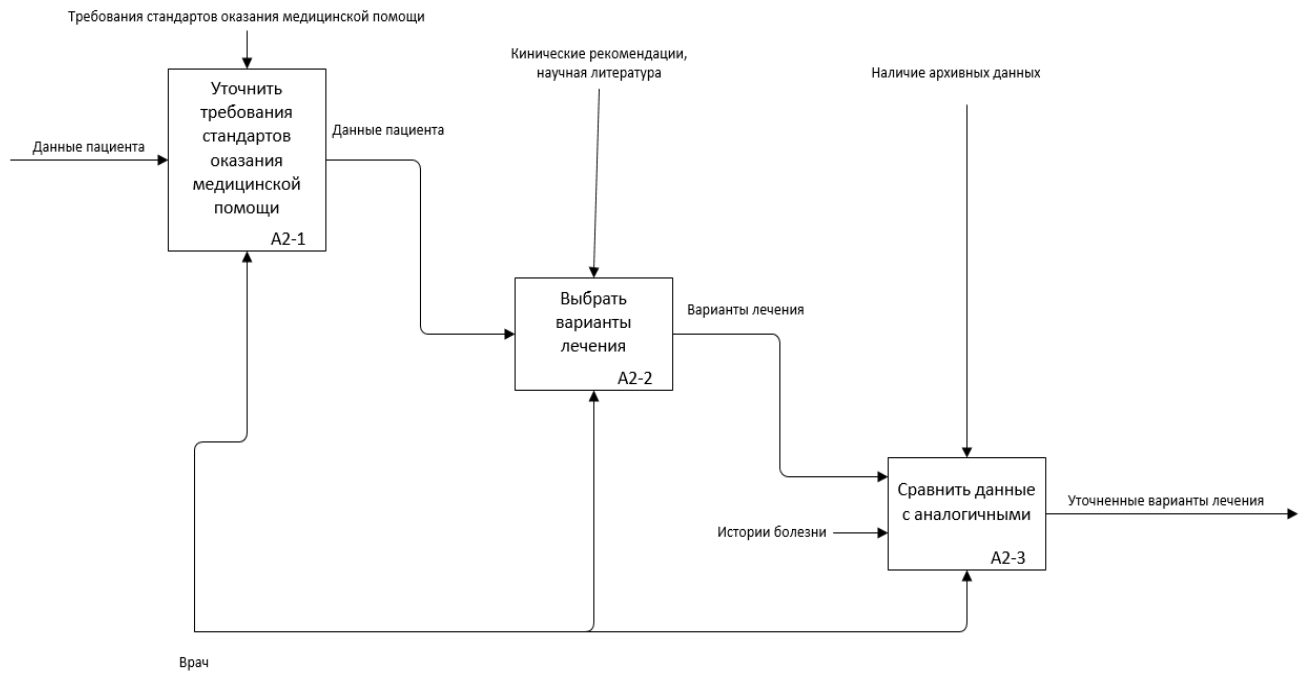 Требования стандартов оказания медицинской помощи
Уточнить
требования
стандартов
оказания
медицинской
помощи
A2-1
Данные пациента
Данные пациента
Кинические рекомендации,
научная литература
Наличие архивных данных
Выбрать
варианты
лечения
A2-2
Варианты лечения
Сравнить данные
с аналогичными
A2-3
Истории болезни
Уточненные варианты лечения
Врач